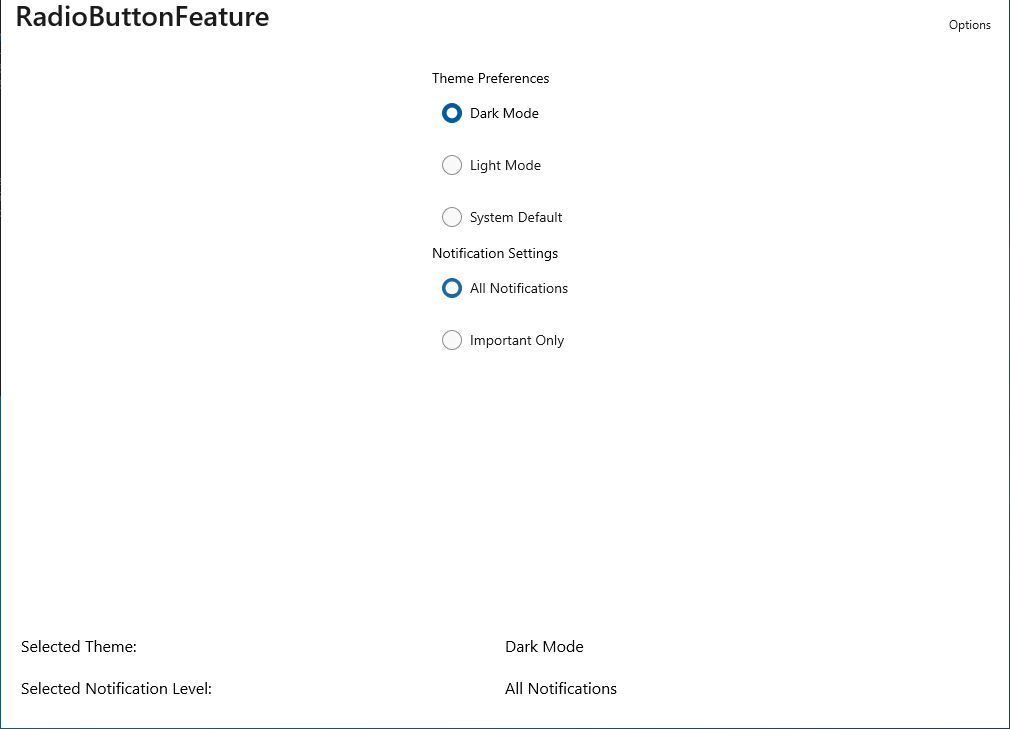 RadioButtonFeature
Options
Theme Preferences
Dark Mode
Light Mode
System Default
Notification Settings
All Notifications
Important Only
Selected Theme: Dark Mode
Selected Notification Level: All Notifications